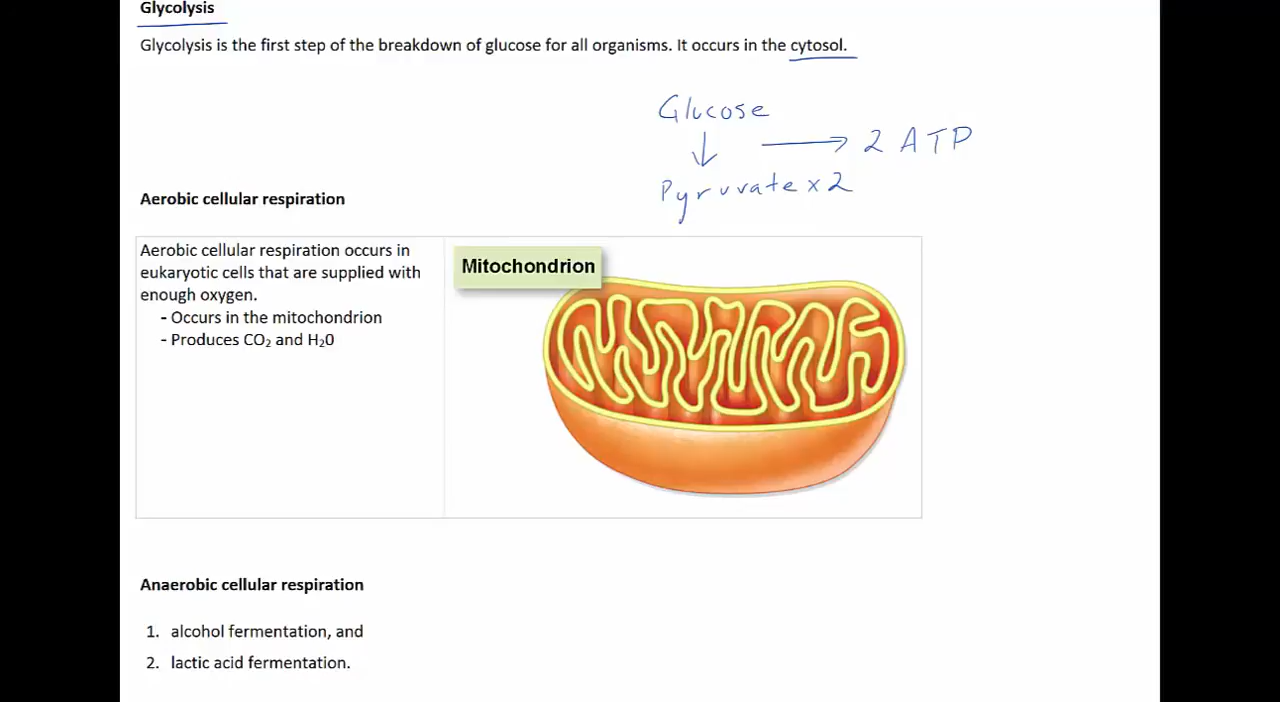 Glycolysis
Glycolysis is the first step of the breakdown of glucose for all organisms. It occurs in the cytosol.
Glucose
↓ → 2 ATP
Pyruvate x 2
Aerobic cellular respiration
Aerobic cellular respiration occurs in
eukaryotic cells that are supplied with
enough oxygen.
- Occurs in the mitochondrion
- Produces CO₂ and H₂0
Mitochondrion
Anaerobic cellular respiration
1. alcohol fermentation, and
2. lactic acid fermentation.